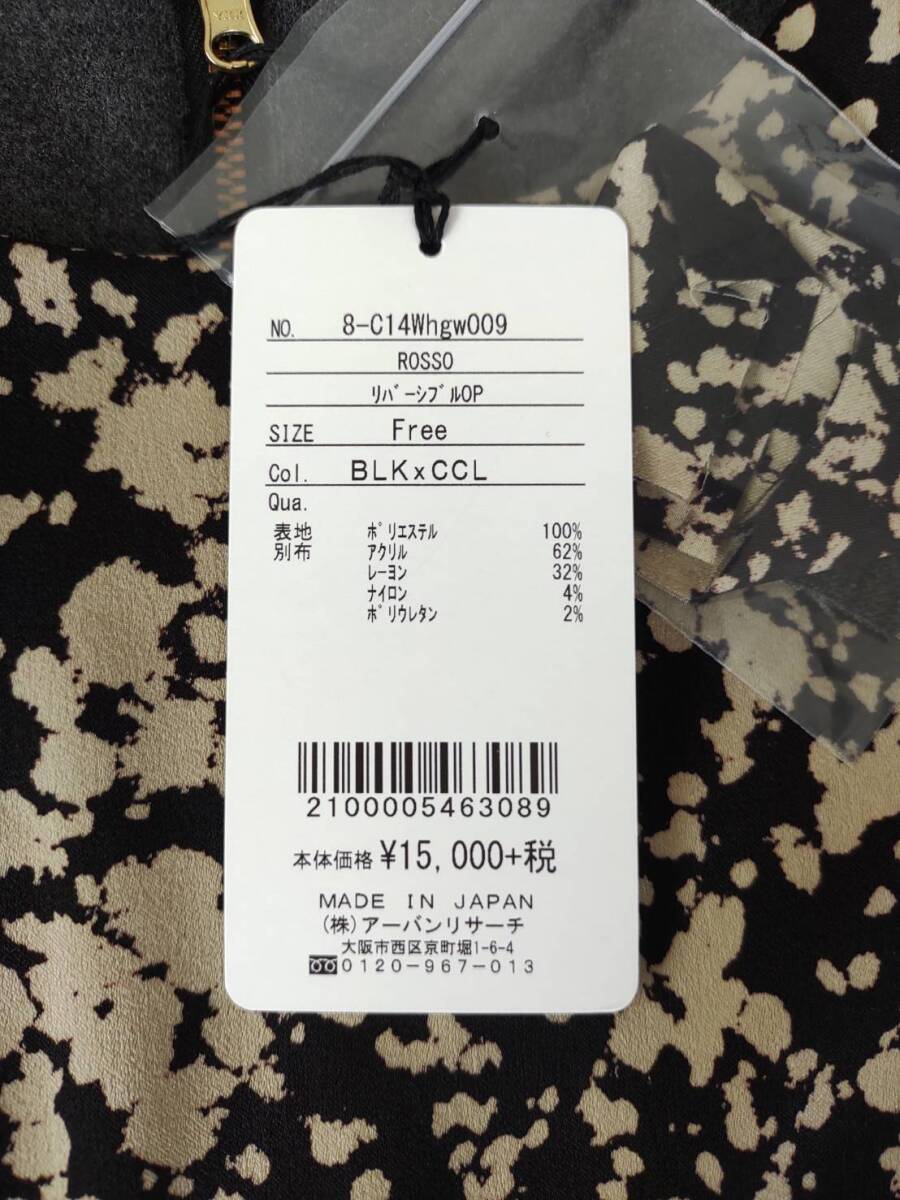 NO. 8-C14Whgw009
ROSSO
ﾘﾊﾞｰｼﾌﾞﾙOP
SIZE Free
Col. BLK×CCL
Qua.
表地 ﾎﾟﾘｴｽﾃﾙ 100%
別布 ｱｸﾘﾙ 62%
ﾚｰﾖﾝ 32%
ﾅｲﾛﾝ 4%
ﾎﾟﾘｳﾚﾀﾝ 2%
2100005463089
本体価格 ¥15,000+税
MADE IN JAPAN
(株)アーバンリサーチ
大阪市西区京町堀1-6-4
0120-967-013